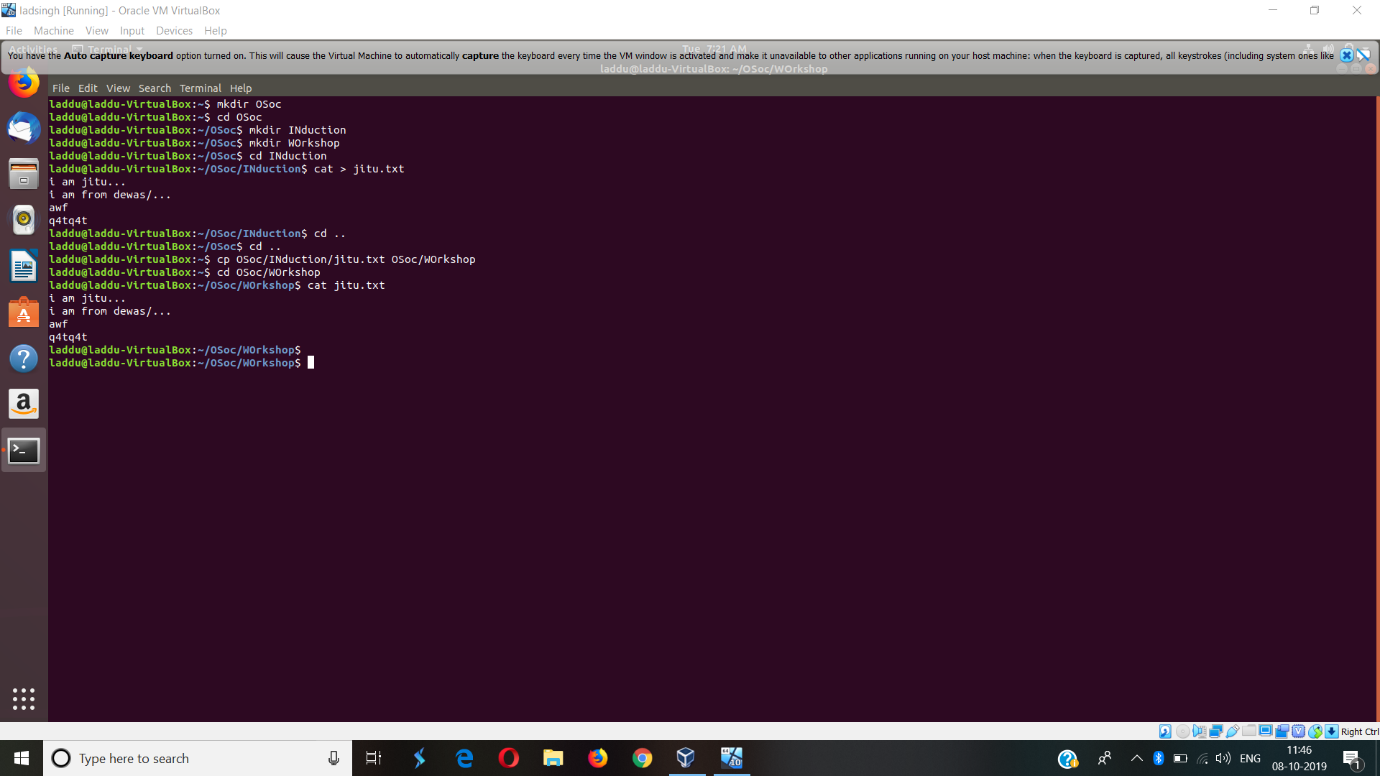 ladsingh [Running] - Oracle VM VirtualBox
File Machine View Input Devices Help
Activities Terminal Tue 7:21 AM
You have the Auto capture keyboard option turned on. This will cause the Virtual Machine to automatically capture the keyboard every time the VM window is activated and make it unavailable to other applications running on your host machine: when the keyboard is captured, all keystrokes (including system ones like
laddu@laddu-VirtualBox: ~/OSoc/WOrkshop
File Edit View Search Terminal Help
laddu@laddu-VirtualBox:~$ mkdir OSoc
laddu@laddu-VirtualBox:~$ cd OSoc
laddu@laddu-VirtualBox:~/OSoc$ mkdir INduction
laddu@laddu-VirtualBox:~/OSoc$ mkdir WOrkshop
laddu@laddu-VirtualBox:~/OSoc$ cd INduction
laddu@laddu-VirtualBox:~/OSoc/INduction$ cat > jitu.txt
i am jitu...
i am from dewas/...
awf
q4tq4t
laddu@laddu-VirtualBox:~/OSoc/INduction$ cd ..
laddu@laddu-VirtualBox:~/OSoc$ cd ..
laddu@laddu-VirtualBox:~$ cp OSoc/INduction/jitu.txt OSoc/WOrkshop
laddu@laddu-VirtualBox:~$ cd OSoc/WOrkshop
laddu@laddu-VirtualBox:~/OSoc/WOrkshop$ cat jitu.txt
i am jitu...
i am from dewas/...
awf
q4tq4t
laddu@laddu-VirtualBox:~/OSoc/WOrkshop$
laddu@laddu-VirtualBox:~/OSoc/WOrkshop$
Right Ctrl
Type here to search
ENG
11:46
08-10-2019
1